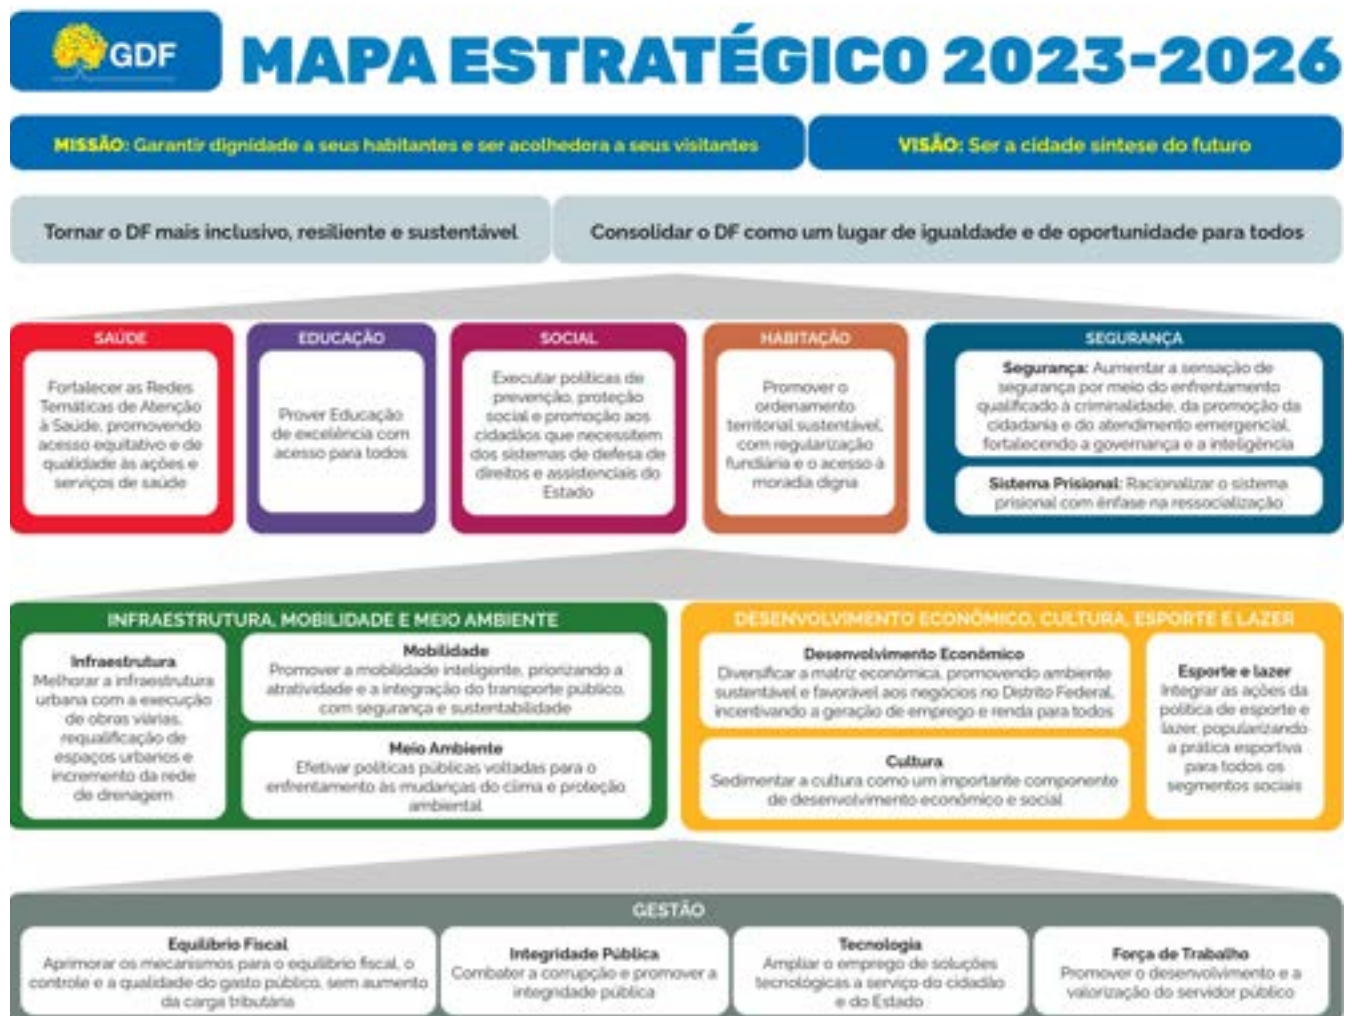 GDF
MAPA ESTRATÉGICO 2023-2026
MISSÃO: Garantir dignidade a seus habitantes e ser acolhedora a seus visitantes
VISÃO: Ser a cidade síntese do futuro
Tornar o DF mais inclusivo, resiliente e sustentável
Consolidar o DF como um lugar de igualdade e de oportunidade para todos
SAÚDE
Fortalecer as Redes
Temáticas de Atenção
à Saúde, promovendo
acesso equitativo e de
qualidade às ações e
serviços de saúde
EDUCAÇÃO
Prover Educação
de excelência com
acesso para todos
SOCIAL
Executar políticas de
prevenção, proteção
social e promoção aos
cidadãos que necessitem
dos sistemas de defesa de
direitos e assistenciais do
Estado
HABITAÇÃO
Promover o
ordenamento
territorial sustentável,
com regularização
fundiária e o acesso à
moradia digna
SEGURANÇA
Segurança: Aumentar a sensação de
segurança por meio do enfrentamento
qualificado à criminalidade, da promoção da
cidadania e do atendimento emergencial,
fortalecendo a governança e a inteligência
Sistema Prisional: Racionalizar o sistema
prisional com ênfase na ressocialização
INFRAESTRUTURA, MOBILIDADE E MEIO AMBIENTE
Infraestrutura
Melhorar a infraestrutura
urbana com a execução
de obras viárias,
requalificação de
espaços urbanos e
incremento da rede
de drenagem
Mobilidade
Promover a mobilidade inteligente, priorizando a
atratividade e a integração do transporte público,
com segurança e sustentabilidade
Meio Ambiente
Efetivar políticas públicas voltadas para o
enfrentamento às mudanças do clima e proteção
ambiental
DESENVOLVIMENTO ECONÔMICO, CULTURA, ESPORTE E LAZER
Desenvolvimento Econômico
Diversificar a matriz econômica, promovendo ambiente
sustentável e favorável aos negócios no Distrito Federal,
incentivando a geração de emprego e renda para todos
Cultura
Sedimentar a cultura como um importante componente
de desenvolvimento econômico e social
Esporte e lazer
Integrar as ações da
política de esporte e
lazer, popularizando
a prática esportiva
para todos os
segmentos sociais
GESTÃO
Equilíbrio Fiscal
Aprimorar os mecanismos para o equilíbrio fiscal, o
controle e a qualidade do gasto público, sem aumento
da carga tributária
Integridade Pública
Combater a corrupção e promover a
integridade pública
Tecnologia
Ampliar o emprego de soluções
tecnológicas a serviço do cidadão
e do Estado
Força de Trabalho
Promover o desenvolvimento e a
valorização do servidor público